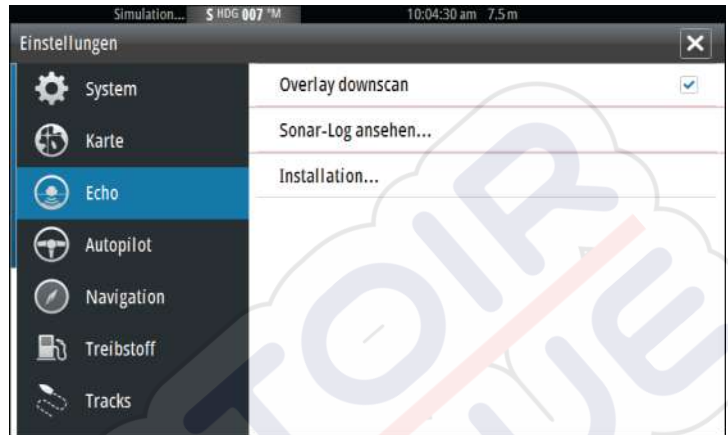 Simulation... S HDG 007 °M 10:04:30 am 7.5 m
Einstellungen
System
Overlay downscan
Karte
Sonar-Log ansehen...
Echo
Installation...
Autopilot
Navigation
Treibstoff
Tracks